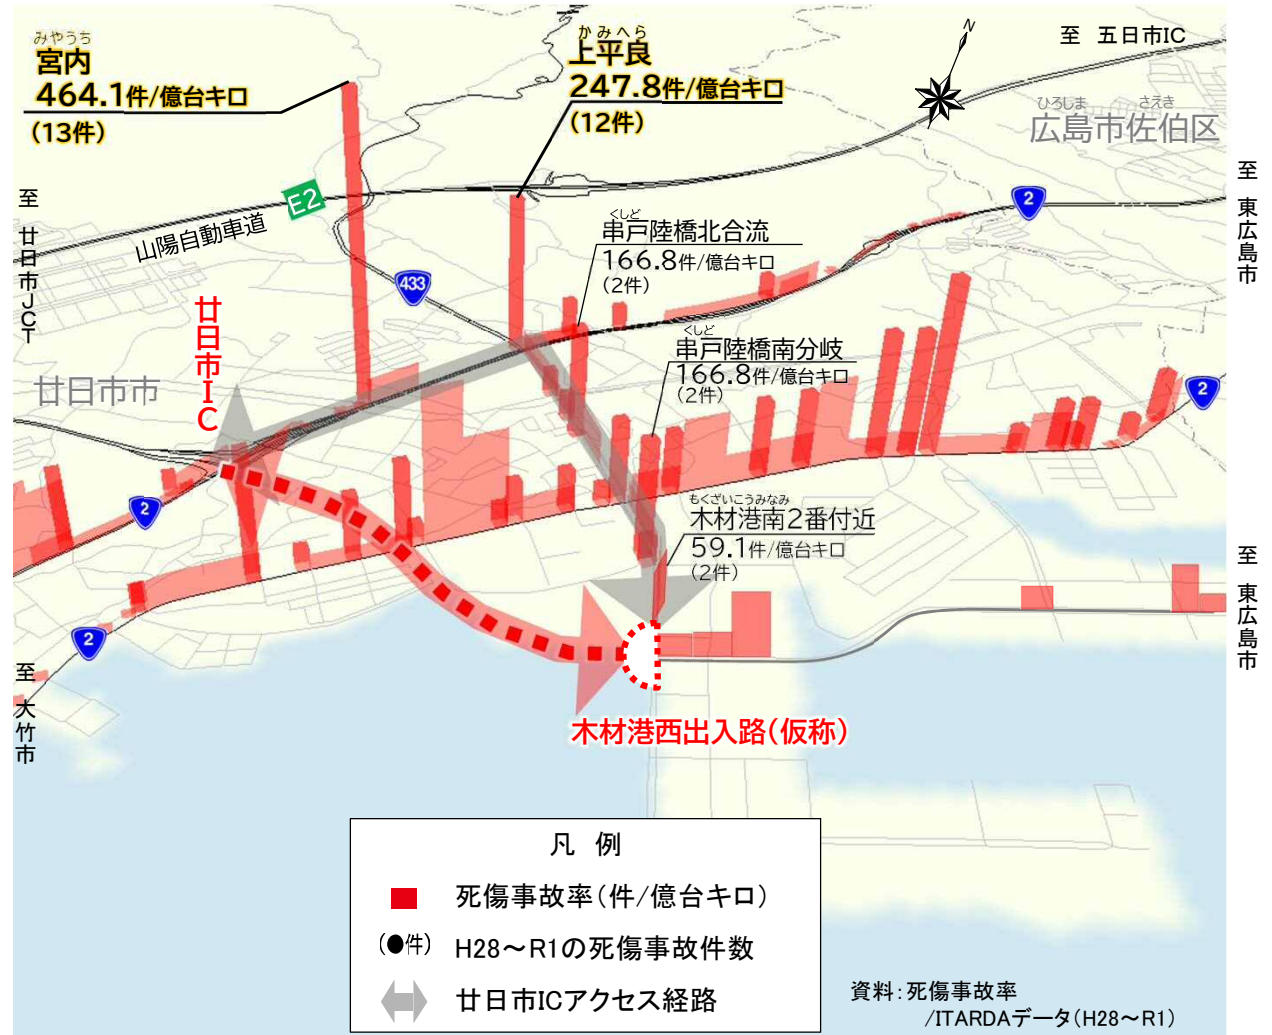 みやうち
宮内
464.1件/億台キロ
(13件)
かみへら
上平良
247.8件/億台キロ
(12件)
N
至 五日市IC
ひろしま さえき
広島市佐伯区
至 廿日市JCT
E2
山陽自動車道
433
2
至 東広島市
くしど
串戸陸橋北合流
166.8件/億台キロ
(2件)
くしど
串戸陸橋南分岐
166.8件/億台キロ
(2件)
廿日市IC
廿日市市
2
2
もくざいこうみなみ
木材港南2番付近
59.1件/億台キロ
(2件)
至 東広島市
2
至 大竹市
木材港西出入路(仮称)
凡 例
死傷事故率(件/億台キロ)
(●件) H28~R1の死傷事故件数
廿日市ICアクセス経路
資料:死傷事故率
/ITARDAデータ(H28~R1)